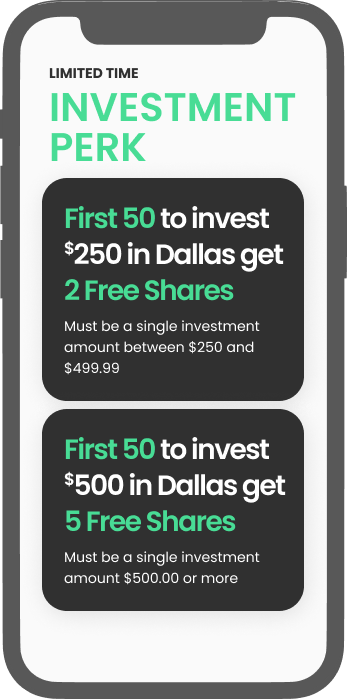 LIMITED TIME
INVESTMENT
PERK
First 50 to invest
$250 in Dallas get
2 Free Shares
Must be a single investment
amount between $250 and
$499.99
First 50 to invest
$500 in Dallas get
5 Free Shares
Must be a single investment
amount $500.00 or more